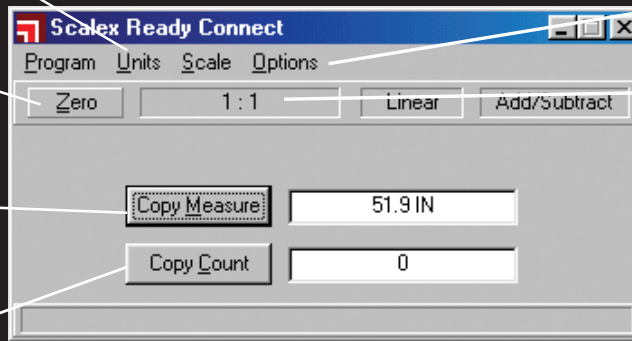 Scalex Ready Connect
Program Units Scale Options
Zero 1 : 1 Linear Add/Subtract
Copy Measure 51.9 IN
Copy Count 0